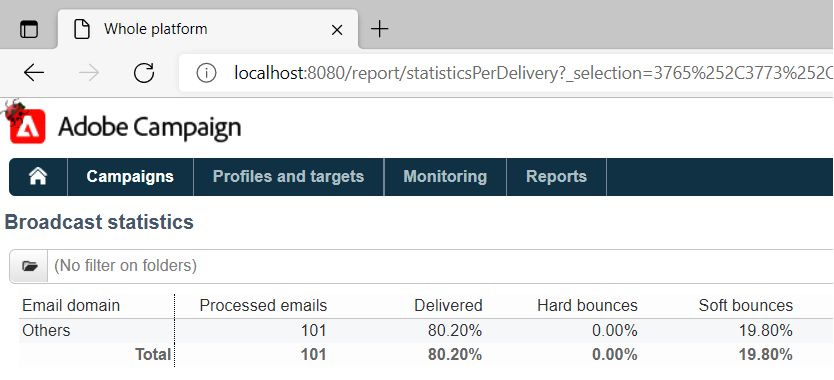 Whole platform
localhost:8080/report/statisticsPerDelivery?_selection=3765%252C3773%252C
Adobe Campaign
Campaigns Profiles and targets Monitoring Reports
Broadcast statistics
(No filter on folders)
Email domain Processed emails Delivered Hard bounces Soft bounces
Others 101 80.20% 0.00% 19.80%
Total 101 80.20% 0.00% 19.80%